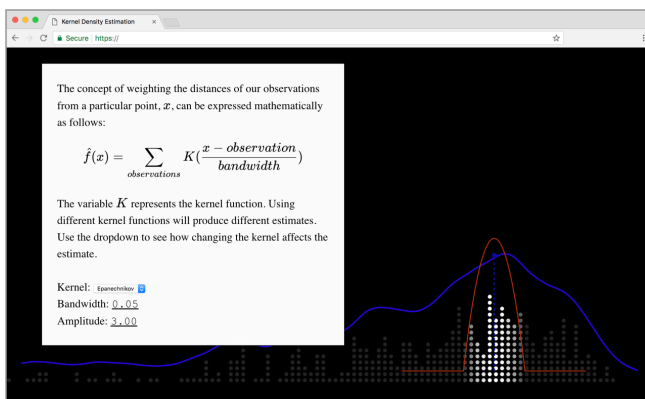 Kernel Density Estimation
Secure https://
The concept of weighting the distances of our observations
from a particular point, x, can be expressed mathematically
as follows:
f̂(x) = ∑ K(x − observation / bandwidth)
observations
The variable K represents the kernel function. Using
different kernel functions will produce different estimates.
Use the dropdown to see how changing the kernel affects the
estimate.
Kernel: Epanechnikov
Bandwidth: 0.05
Amplitude: 3.00